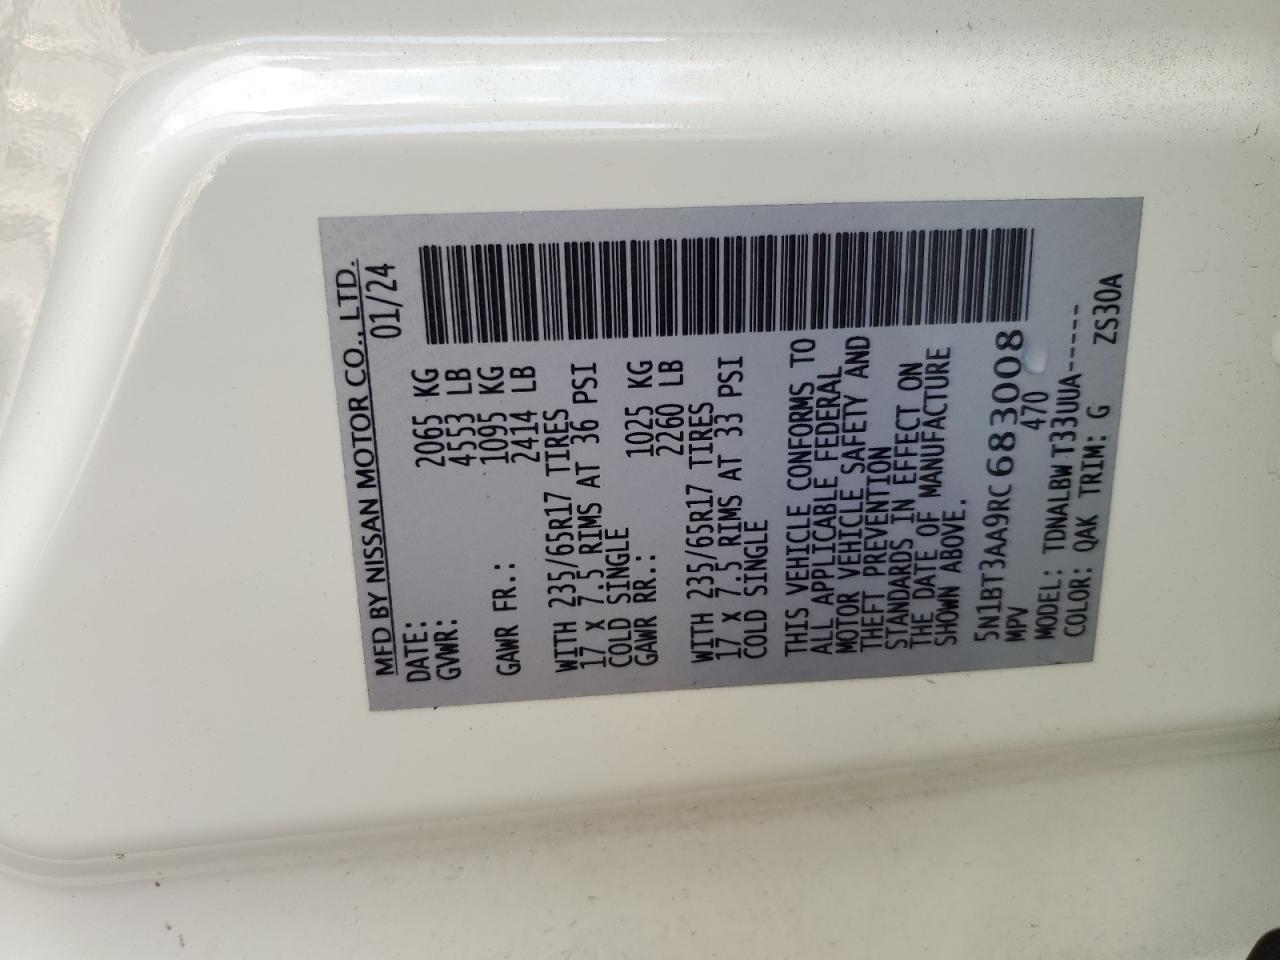 MFD BY NISSAN MOTOR CO., LTD.
DATE: 01/24
GVWR: 2065 KG
4553 LB
GAWR FR.: 1095 KG
2414 LB
WITH 235/65R17 TIRES
17 X 7.5 RIMS AT 36 PSI
COLD SINGLE
GAWR RR.: 1025 KG
2260 LB
WITH 235/65R17 TIRES
17 X 7.5 RIMS AT 33 PSI
COLD SINGLE
THIS VEHICLE CONFORMS TO
ALL APPLICABLE FEDERAL
MOTOR VEHICLE SAFETY AND
THEFT PREVENTION
STANDARDS IN EFFECT ON
THE DATE OF MANUFACTURE
SHOWN ABOVE.
5N1BT3AA9RC683008
MPV 470
MODEL: TDNALBW T33UUA-----
COLOR: QAK TRIM: G ZS30A